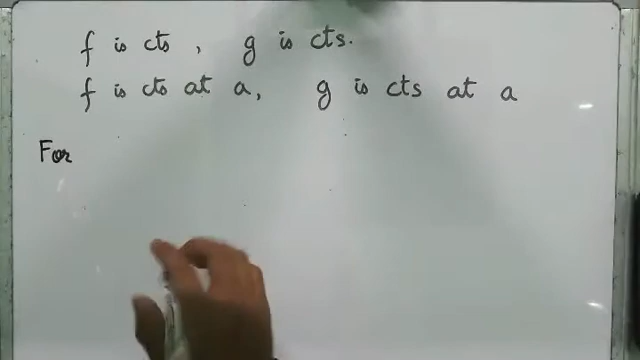 f is cts, g is cts.
f is cts at a, g is cts at a
For